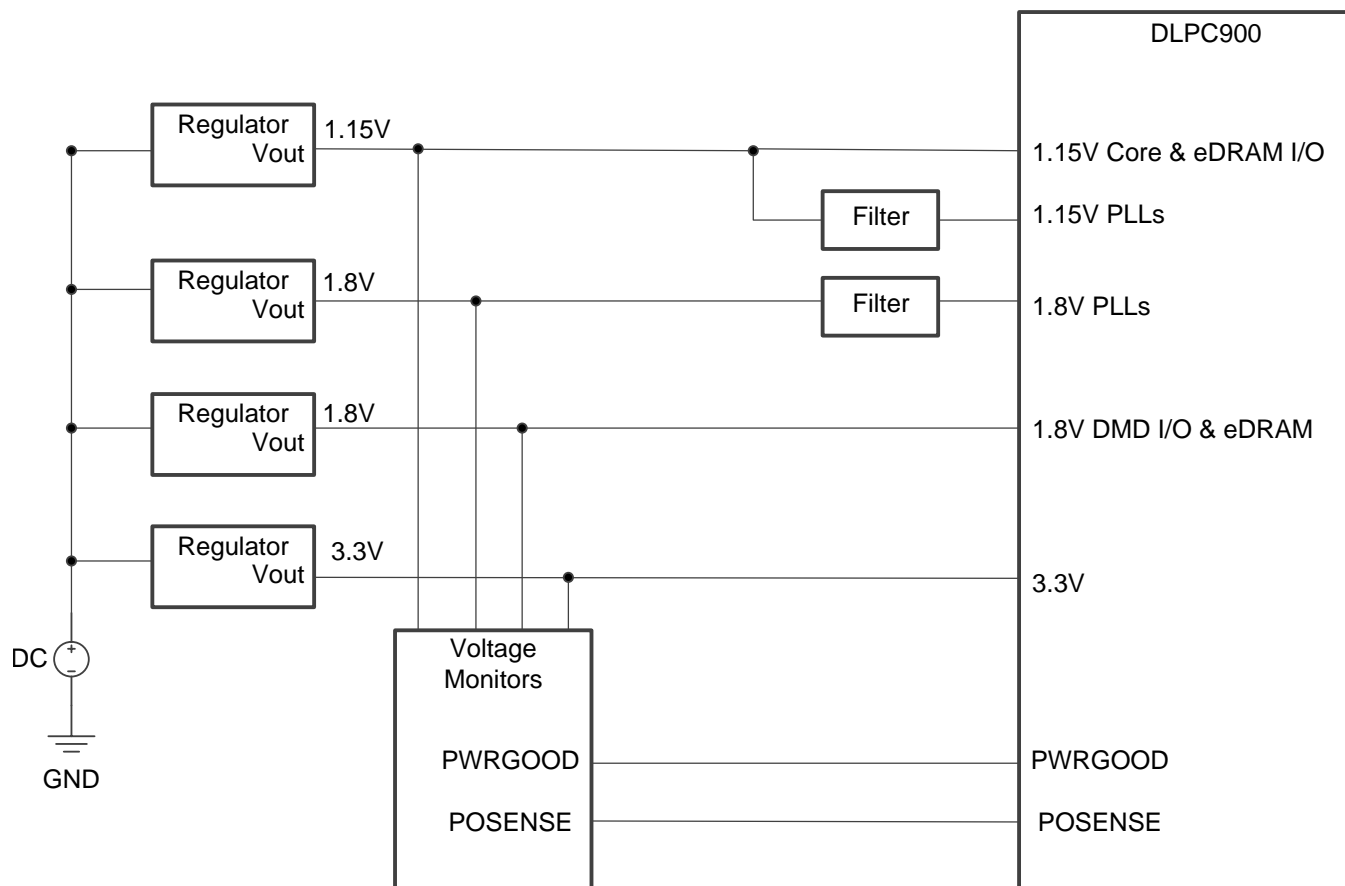 DLPC900
Regulator
Vout
1.15V
1.15V Core & eDRAM I/O
Filter
1.15V PLLs
Regulator
Vout
1.8V
Filter
1.8V PLLs
Regulator
Vout
1.8V
1.8V DMD I/O & eDRAM
Regulator
Vout
3.3V
3.3V
DC
+
−
GND
Voltage
Monitors
PWRGOOD
PWRGOOD
POSENSE
POSENSE